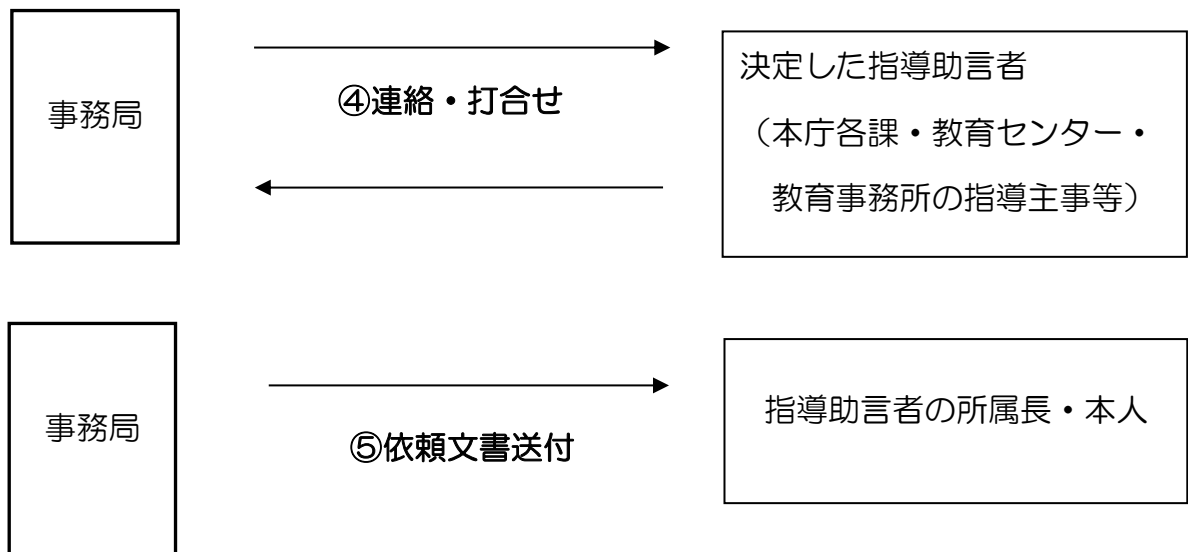 事務局
④連絡・打合せ
決定した指導助言者
（本庁各課・教育センター・
教育事務所の指導主事等）
事務局
⑤依頼文書送付
指導助言者の所属長・本人